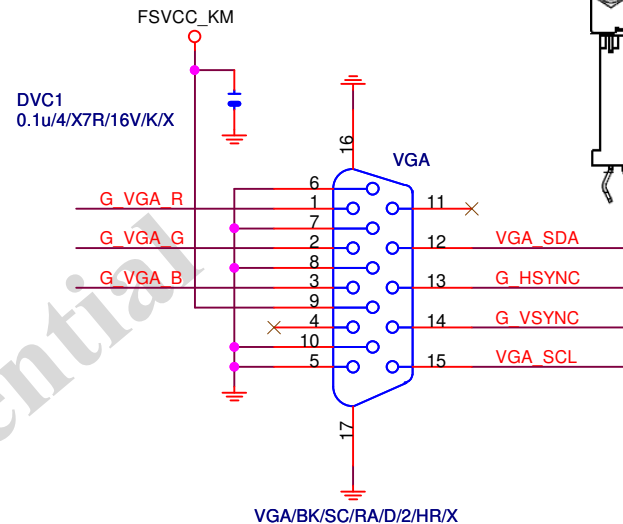 FSVCC_KM
DVC1
0.1u/4/X7R/16V/K/X
16
VGA
6
G_VGA_R 1 11
7
G_VGA_G 2 12 VGA_SDA
8
G_VGA_B 3 13 G_HSYNC
9
4 14 G_VSYNC
10
5 15 VGA_SCL
17
VGA/BK/SC/RA/D/2/HR/X
ential